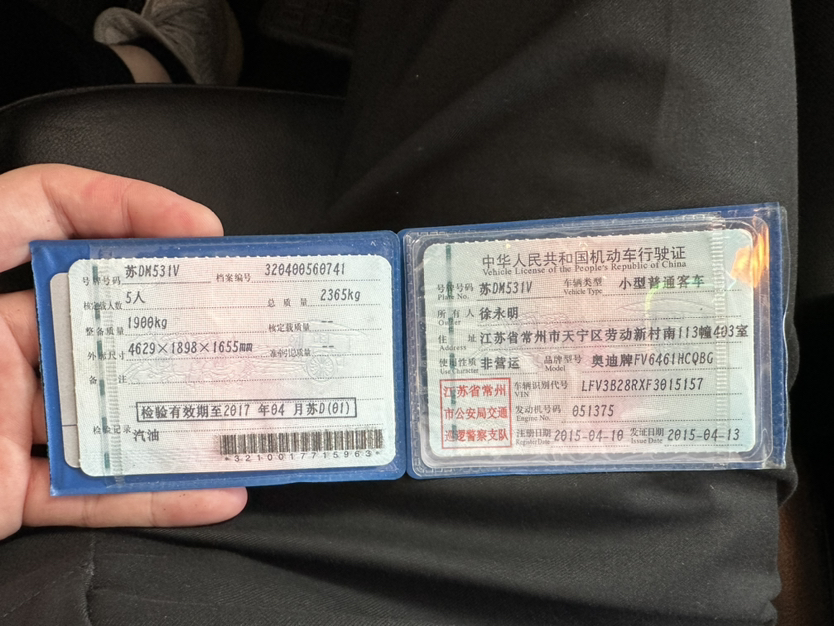 号牌号码 苏DM531V 档案编号 320400560741
核定载人数 5人 总质量 2365kg
整备质量 1900kg 核定载质量 --
外廓尺寸 4629×1898×1655mm 准牵引总质量 --
备注
检验有效期至2017 年04 月苏D(01)
检验记录 汽油
*3210017715963*
中华人民共和国机动车行驶证
Vehicle License of the People's Republic of China
号牌号码 苏DM531V 车辆类型 小型普通客车
Plate No. Vehicle Type
所有人 徐永明
Owner
住址 江苏省常州市天宁区劳动新村南113幢403室
Address
使用性质 非营运 品牌型号 奥迪牌FV6461HCQBG
Use Character Model
江苏省常州
市公安局交通
巡逻警察支队
车辆识别代号 LFV3B28RXF3015157
VIN
发动机号码 051375
Engine No.
注册日期 2015-04-10 发证日期 2015-04-13
Register Date Issue Date